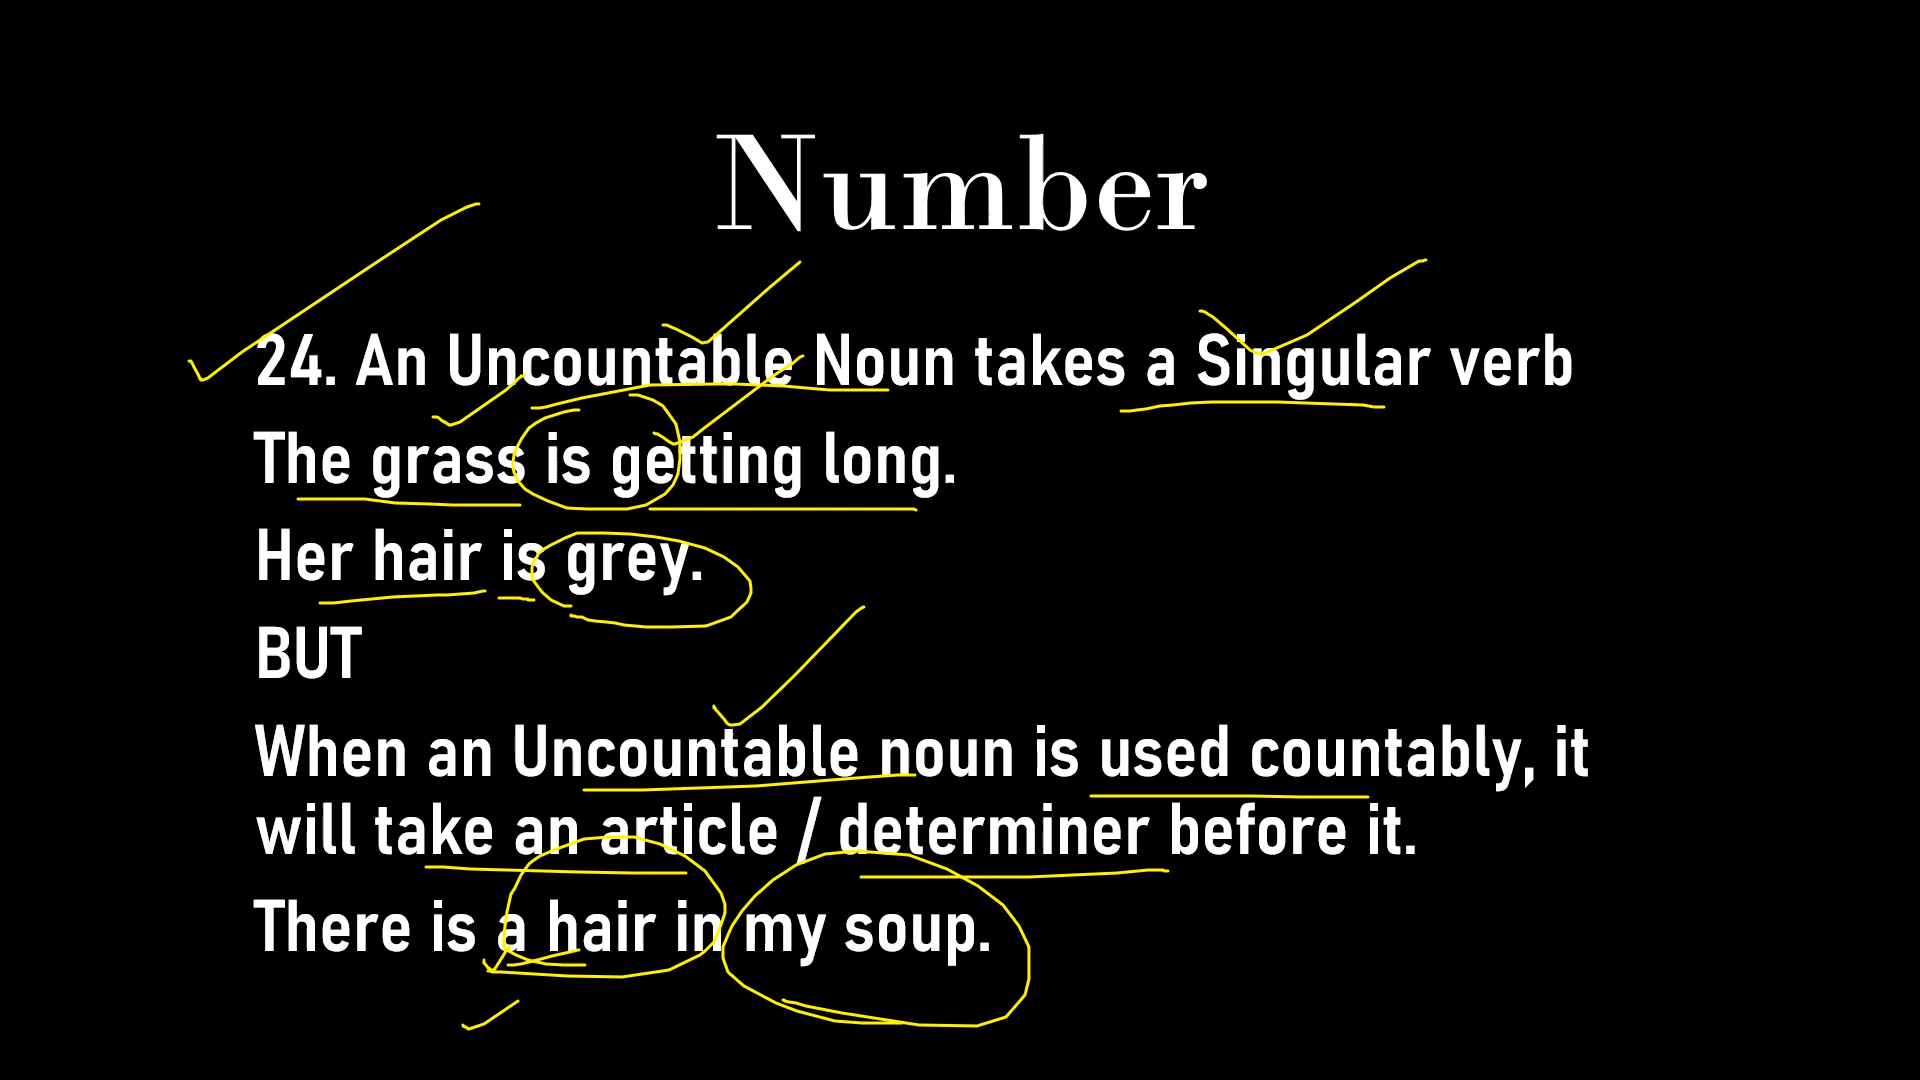 Number
24. An Uncountable Noun takes a Singular verb
The grass is getting long.
Her hair is grey.
BUT
When an Uncountable noun is used countably, it
will take an article / determiner before it.
There is a hair in my soup.